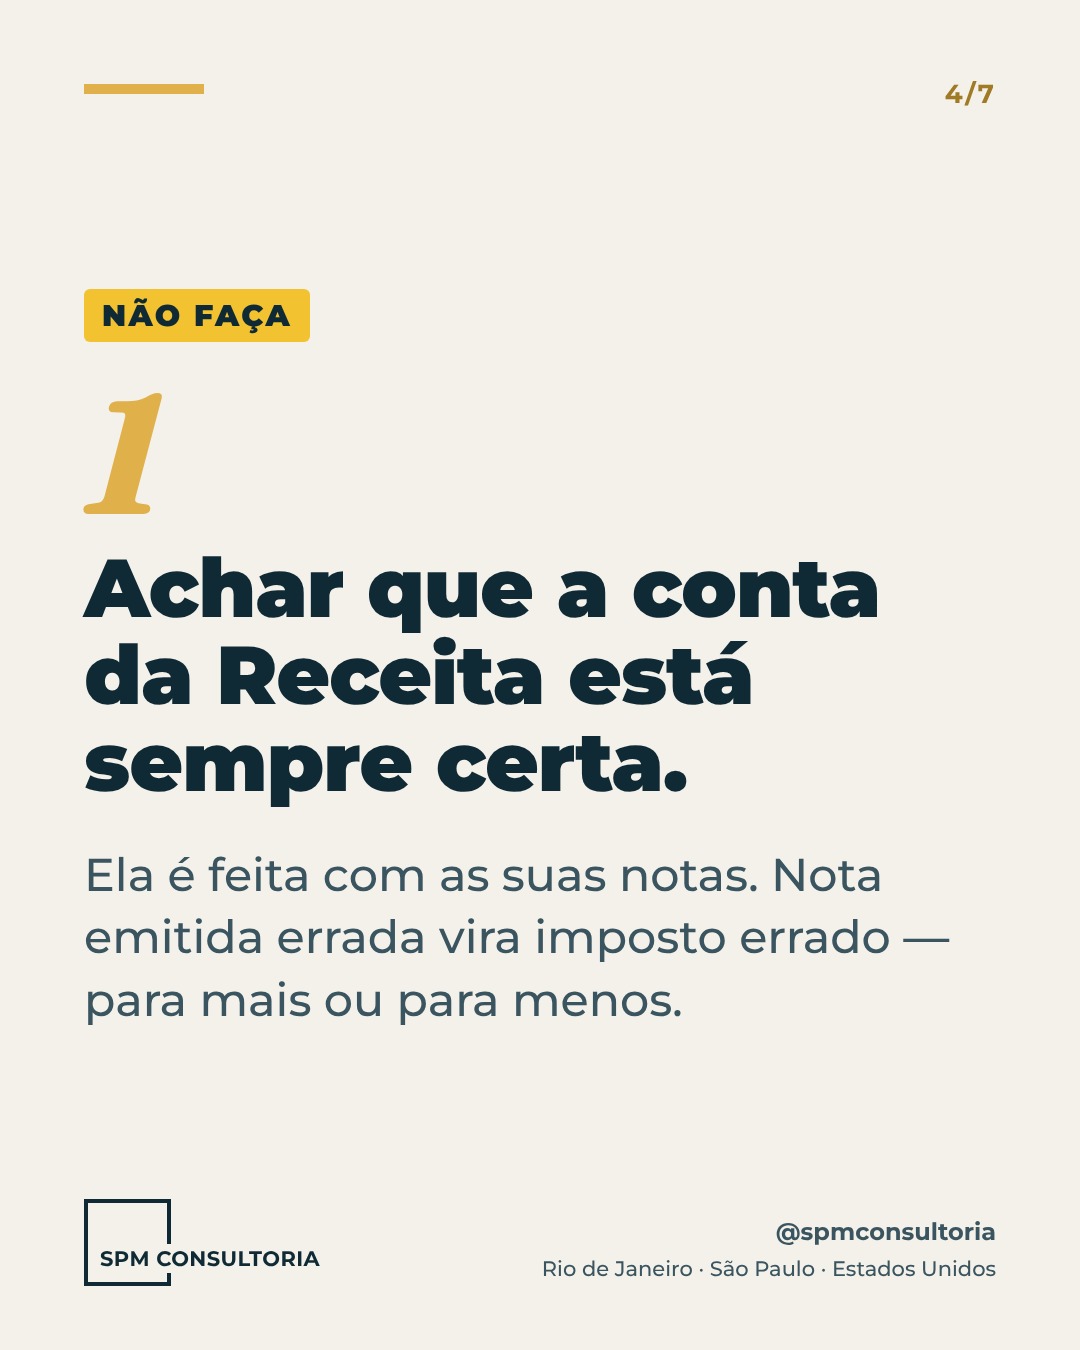 4/7
NÃO FAÇA
1
Achar que a conta
da Receita está
sempre certa.
Ela é feita com as suas notas. Nota
emitida errada vira imposto errado —
para mais ou para menos.
SPM CONSULTORIA
@spmconsultoria
Rio de Janeiro · São Paulo · Estados Unidos